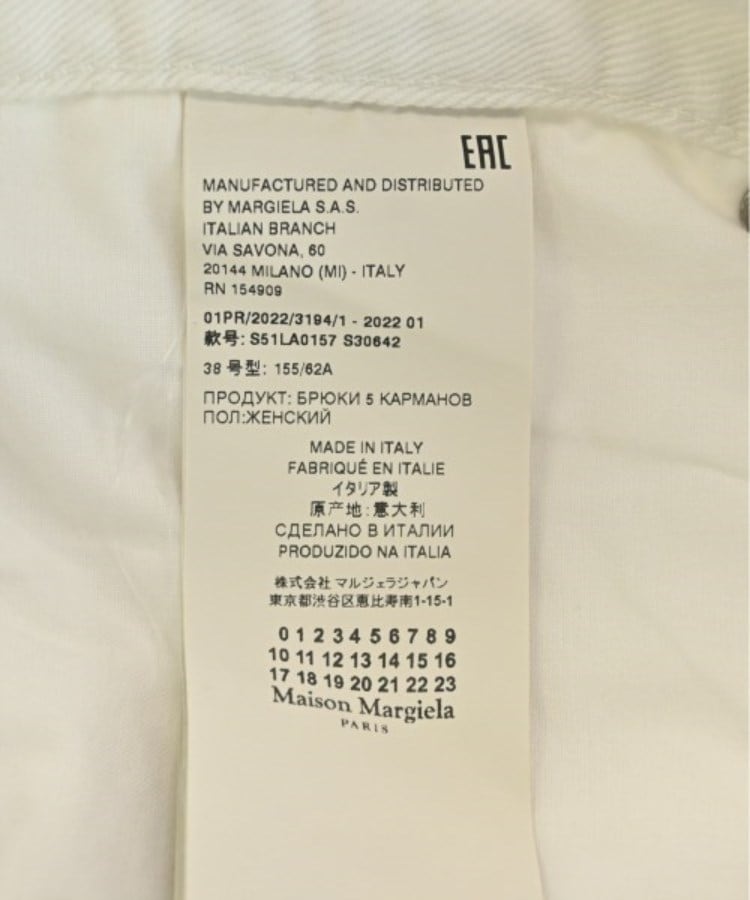 EAC
MANUFACTURED AND DISTRIBUTED
BY MARGIELA S.A.S.
ITALIAN BRANCH
VIA SAVONA, 60
20144 MILANO (MI) - ITALY
RN 154909
01PR/2022/3194/1 - 2022 01
款号: S51LA0157 S30642
38 号型: 155/62A
ПРОДУКТ: БРЮКИ 5 КАРМАНОВ
ПОЛ:ЖЕНСКИЙ
MADE IN ITALY
FABRIQUÉ EN ITALIE
イタリア製
原产地:意大利
СДЕЛАНО В ИТАЛИИ
PRODUZIDO NA ITALIA
株式会社 マルジェラジャパン
東京都渋谷区恵比寿南1-15-1
0 1 2 3 4 5 6 7 8 9
10 11 12 13 14 15 16
17 18 19 20 21 22 23
Maison Margiela
PARIS